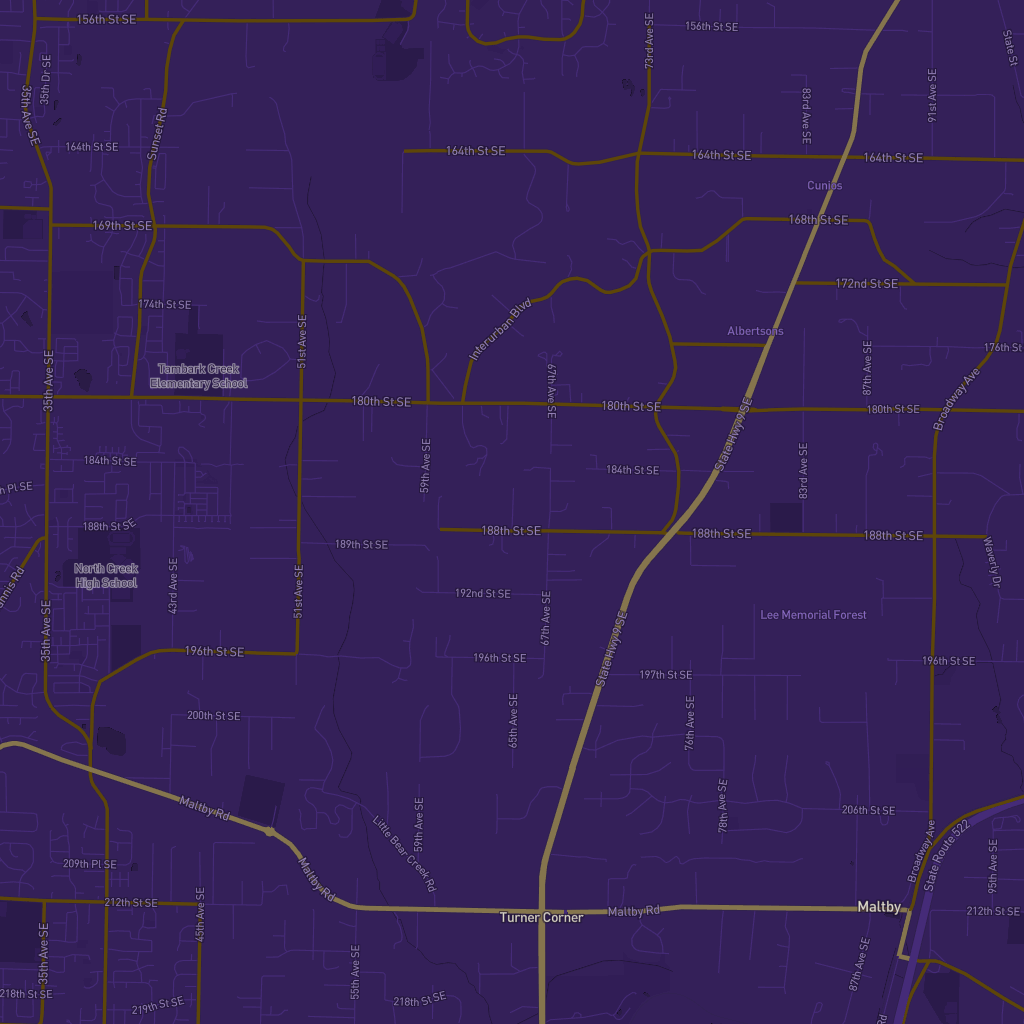 156th St SE
156th St SE
73rd Ave SE
State St
35th Dr SE
35th Ave SE
Sunset Rd
83rd Ave SE
91st Ave SE
164th St SE
164th St SE
164th St SE
164th St SE
Cunios
169th St SE
168th St SE
172nd St SE
174th St SE
Interurban Blvd
Albertsons
51st Ave SE
176th St
Tambark Creek
Elementary School
35th Ave SE
67th Ave SE
87th Ave SE
Broadway Ave
180th St SE
180th St SE
180th St SE
State Hwy 9 SE
184th St SE
59th Ave SE
184th St SE
83rd Ave SE
h Pl SE
188th St SE
188th St SE
188th St SE
188th St SE
189th St SE
Waverly Dr
North Creek
High School
43rd Ave SE
51st Ave SE
192nd St SE
67th Ave SE
Lee Memorial Forest
nnis Rd
35th Ave SE
196th St SE
196th St SE
State Hwy 9 SE
197th St SE
196th St SE
200th St SE
65th Ave SE
76th Ave SE
Maltby Rd
78th Ave SE
206th St SE
59th Ave SE
Little Bear Creek Rd
Broadway Ave
State Route 522
209th Pl SE
Maltby Rd
95th Ave SE
212th St SE
45th Ave SE
Turner Corner
Maltby Rd
Maltby
212th St SE
35th Ave SE
55th Ave SE
87th Ave SE
218th St SE
219th St SE
218th St SE
Rd